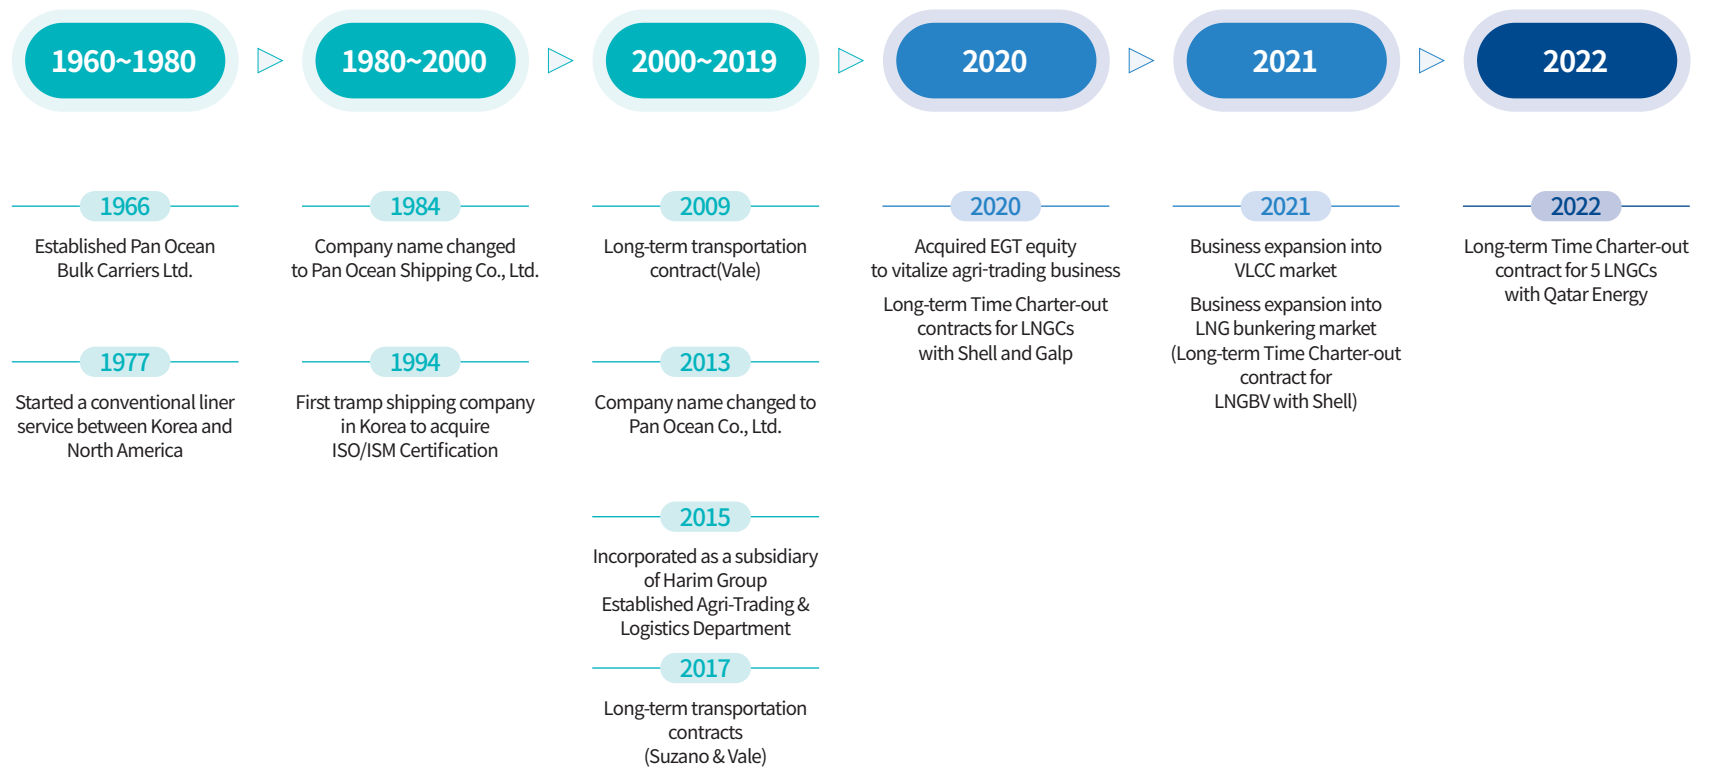 1960~1980
1980~2000
2000~2019
2020
2021
2022
1966
Established Pan Ocean
Bulk Carriers Ltd.
1977
Started a conventional liner
service between Korea and
North America
1984
Company name changed
to Pan Ocean Shipping Co., Ltd.
1994
First tramp shipping company
in Korea to acquire
ISO/ISM Certification
2009
Long-term transportation
contract(Vale)
2013
Company name changed to
Pan Ocean Co., Ltd.
2015
Incorporated as a subsidiary
of Harim Group
Established Agri-Trading &
Logistics Department
2017
Long-term transportation
contracts
(Suzano & Vale)
2020
Acquired EGT equity
to vitalize agri-trading business
Long-term Time Charter-out
contracts for LNGCs
with Shell and Galp
2021
Business expansion into
VLCC market
Business expansion into
LNG bunkering market
(Long-term Time Charter-out
contract for
LNGBV with Shell)
2022
Long-term Time Charter-out
contract for 5 LNGCs
with Qatar Energy